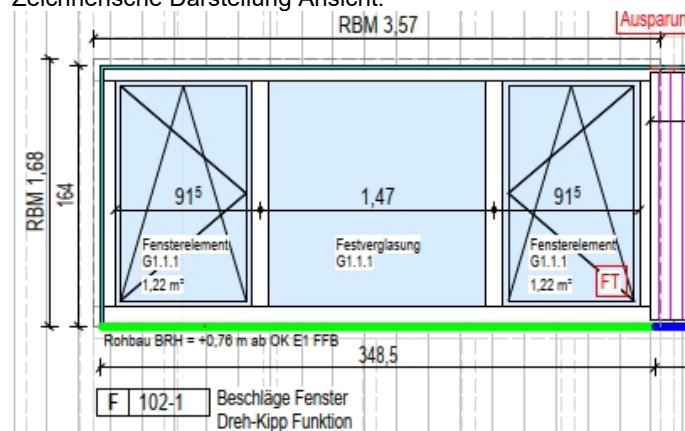 Zeichnerische Darstellung Ansicht:
RBM 3,57
Ausparun
RBM 1,68
164
91⁵
1,47
91⁵
Fensterelement
G1.1.1
1,22 m²
Festverglasung
G1.1.1
Fensterelement
G1.1.1
1,22 m²
FT
Rohbau BRH = +0,76 m ab OK E1 FFB
348,5
F 102-1
Beschläge Fenster
Dreh-Kipp Funktion